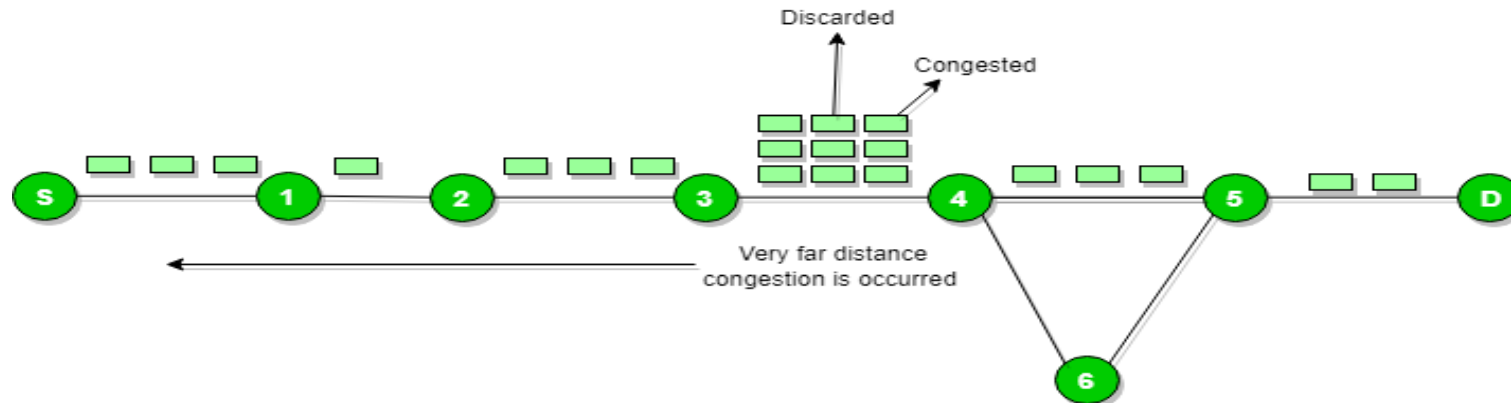 Discarded
Congested
S
1
2
3
4
5
D
Very far distance
congestion is occurred
6